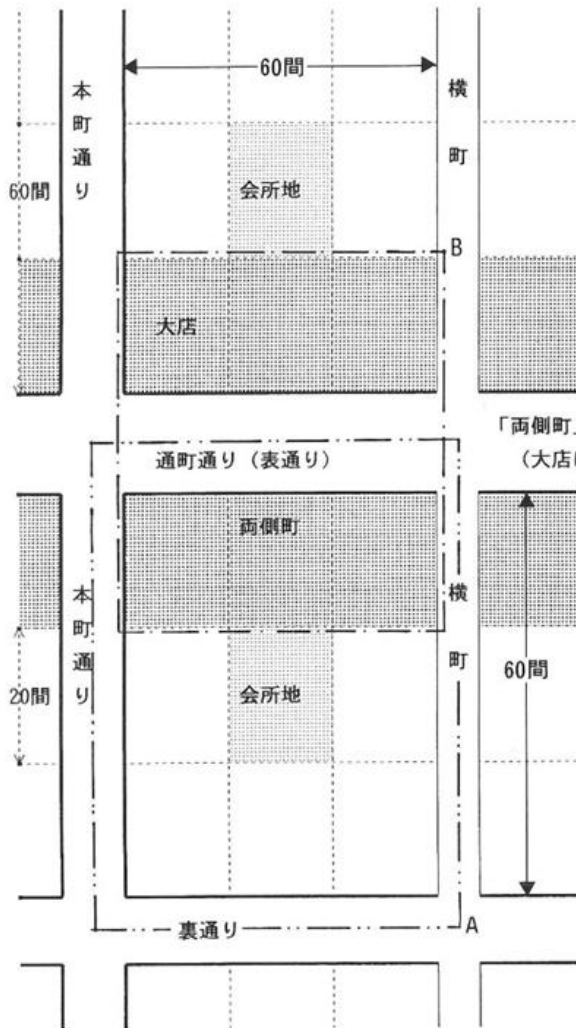 60間
本町通り
横町
60間
会所地
B
大店
「両側町」
(大店
通町通り（表通り）
両側町
本町通り
横町
20間
会所地
60間
裏通り
A